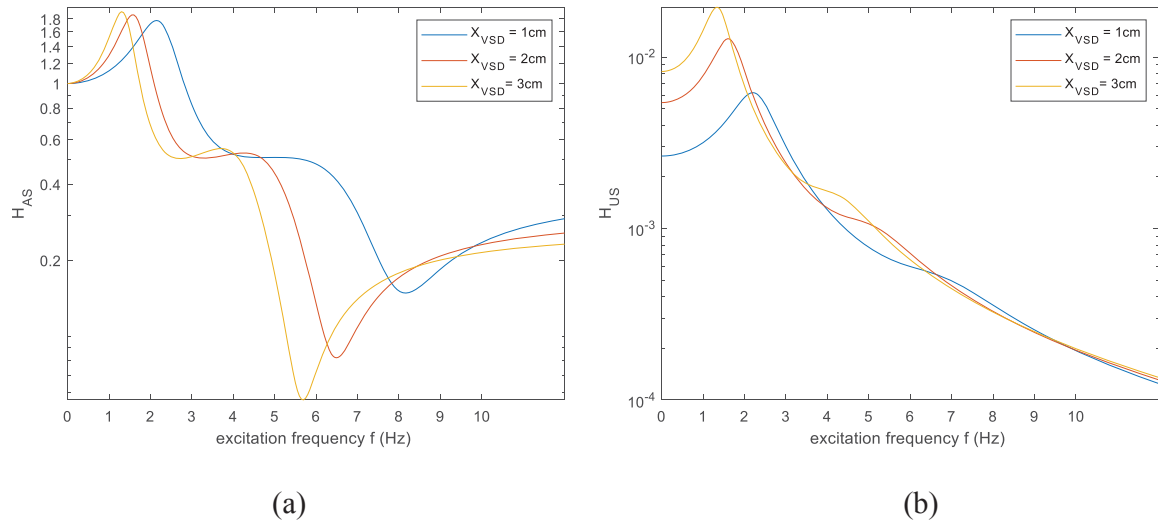 1.8
1.6
1.4
1.2
1
0.6
0.4
0.2
H_AS
0 1 2 3 4 5 6 7 8 9 10
excitation frequency f (Hz)
X_VSD = 1cm
X_VSD = 2cm
X_VSD = 3cm
(a)
10^-2
10^-3
10^-4
H_US
0 1 2 3 4 5 6 7 8 9 10
excitation frequency f (Hz)
X_VSD = 1cm
X_VSD = 2cm
X_VSD = 3cm
(b)